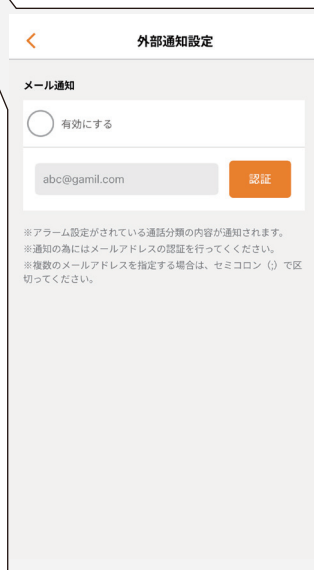 外部通知設定
メール通知
有効にする
abc@gamil.com
認証
※アラーム設定がされている通話分類の内容が通知されます。
※通知の為にはメールアドレスの認証を行ってくください。
※複数のメールアドレスを指定する場合は、セミコロン（;）で区
切ってください。